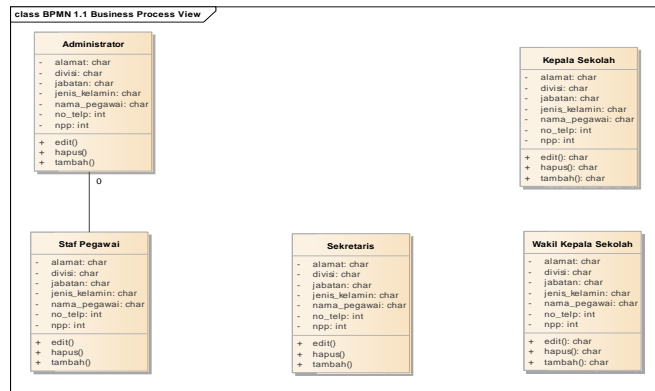 class BPMN 1.1 Business Process View
Administrator
- alamat: char
- divisi: char
- jabatan: char
- jenis_kelamin: char
- nama_pegawai: char
- no_telp: int
- npp: int
+ edit()
+ hapus()
+ tambah()
0
Kepala Sekolah
- alamat: char
- divisi: char
- jabatan: char
- jenis_kelamin: char
- nama_pegawai: char
- no_telp: int
- npp: int
+ edit(): char
+ hapus(): char
+ tambah(): char
Staf Pegawai
- alamat: char
- divisi: char
- jabatan: char
- jenis_kelamin: char
- nama_pegawai: char
- no_telp: int
- npp: int
+ edit()
+ hapus()
+ tambah()
Sekretaris
- alamat: char
- divisi: char
- jabatan: char
- jenis_kelamin: char
- nama_pegawai: char
- no_telp: int
- npp: int
+ edit()
+ hapus()
+ tambah()
Wakil Kepala Sekolah
- alamat: char
- divisi: char
- jabatan: char
- jenis_kelamin: char
- nama_pegawai: char
- no_telp: int
- npp: int
+ edit(): char
+ hapus(): char
+ tambah(): char